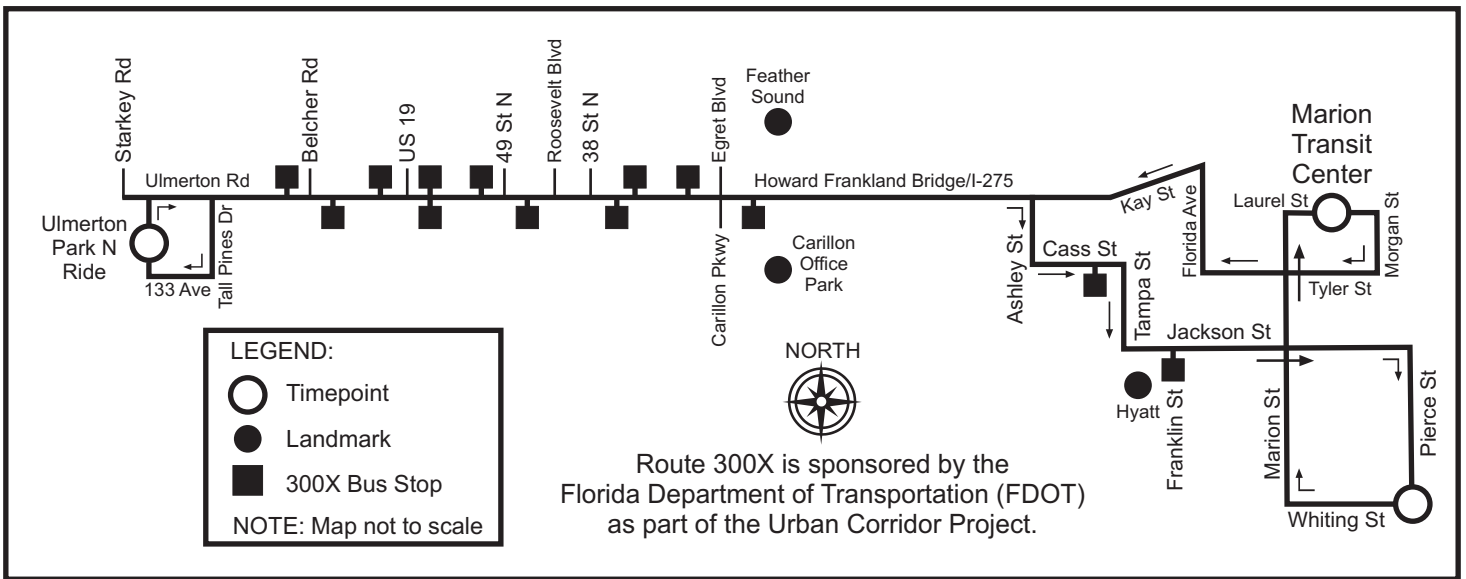 Starkey Rd
Belcher Rd
US 19
49 St N
Roosevelt Blvd
38 St N
Egret Blvd
Feather
Sound
Ulmerton Rd
Howard Frankland Bridge/I-275
Kay St
Florida Ave
Marion
Transit
Center
Laurel St
Morgan St
Tyler St
Ulmerton
Park N
Ride
133 Ave
Tall Pines Dr
Carillon Pkwy
Carillon
Office
Park
Ashley St
Cass St
Tampa St
Jackson St
Hyatt
Franklin St
Marion St
Pierce St
Whiting St
LEGEND:
Timepoint
Landmark
300X Bus Stop
NOTE: Map not to scale
NORTH
Route 300X is sponsored by the
Florida Department of Transportation (FDOT)
as part of the Urban Corridor Project.